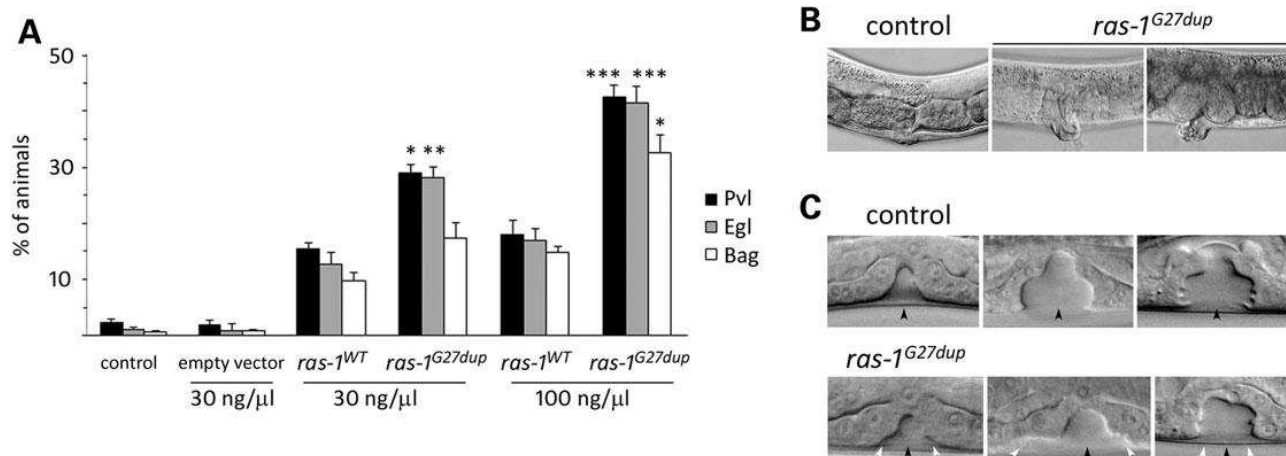 A
50
30
10
% of animals
* **
*** ***
*
Pvl
Egl
Bag
control
empty vector
ras-1WT
ras-1G27dup
ras-1WT
ras-1G27dup
30 ng/µl
30 ng/µl
100 ng/µl
B
control
ras-1G27dup
C
control
ras-1G27dup